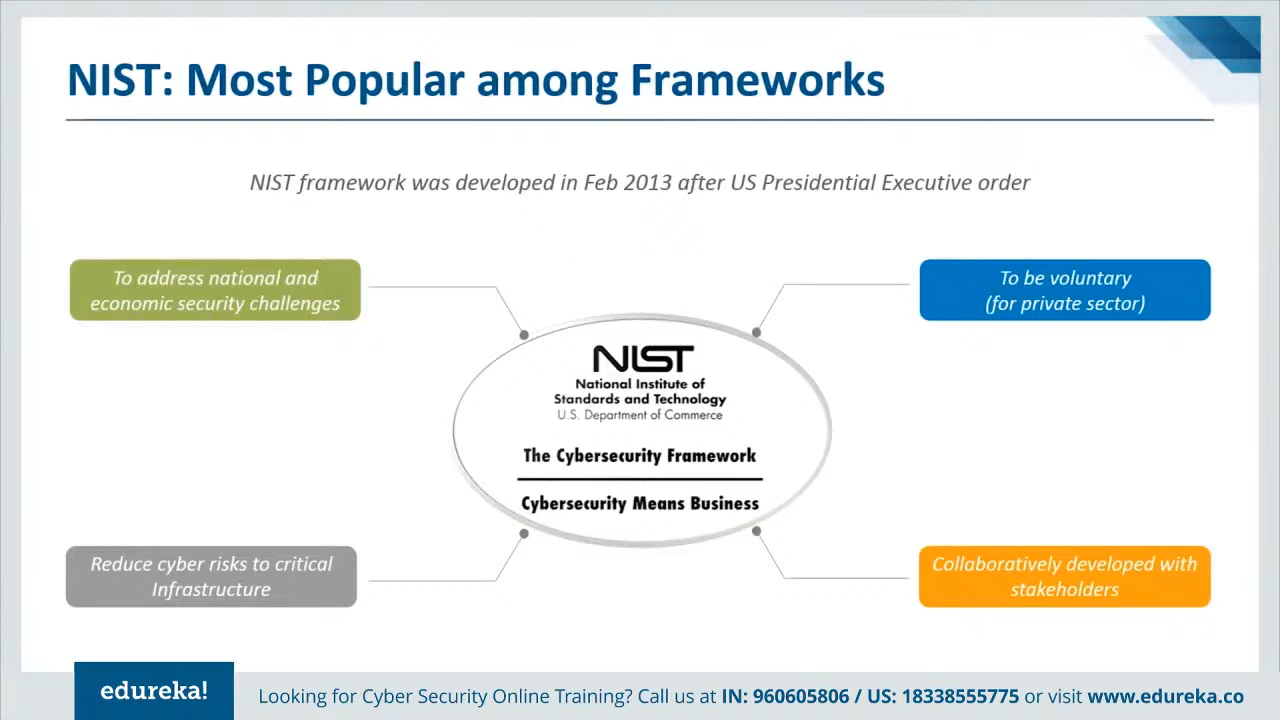 NIST: Most Popular among Frameworks
NIST framework was developed in Feb 2013 after US Presidential Executive order
To address national and
economic security challenges
To be voluntary
(for private sector)
NIST
National Institute of
Standards and Technology
U.S. Department of Commerce
The Cybersecurity Framework
Cybersecurity Means Business
Reduce cyber risks to critical
Infrastructure
Collaboratively developed with
stakeholders
edureka!
Looking for Cyber Security Online Training? Call us at IN: 960605806 / US: 18338555775 or visit www.edureka.co